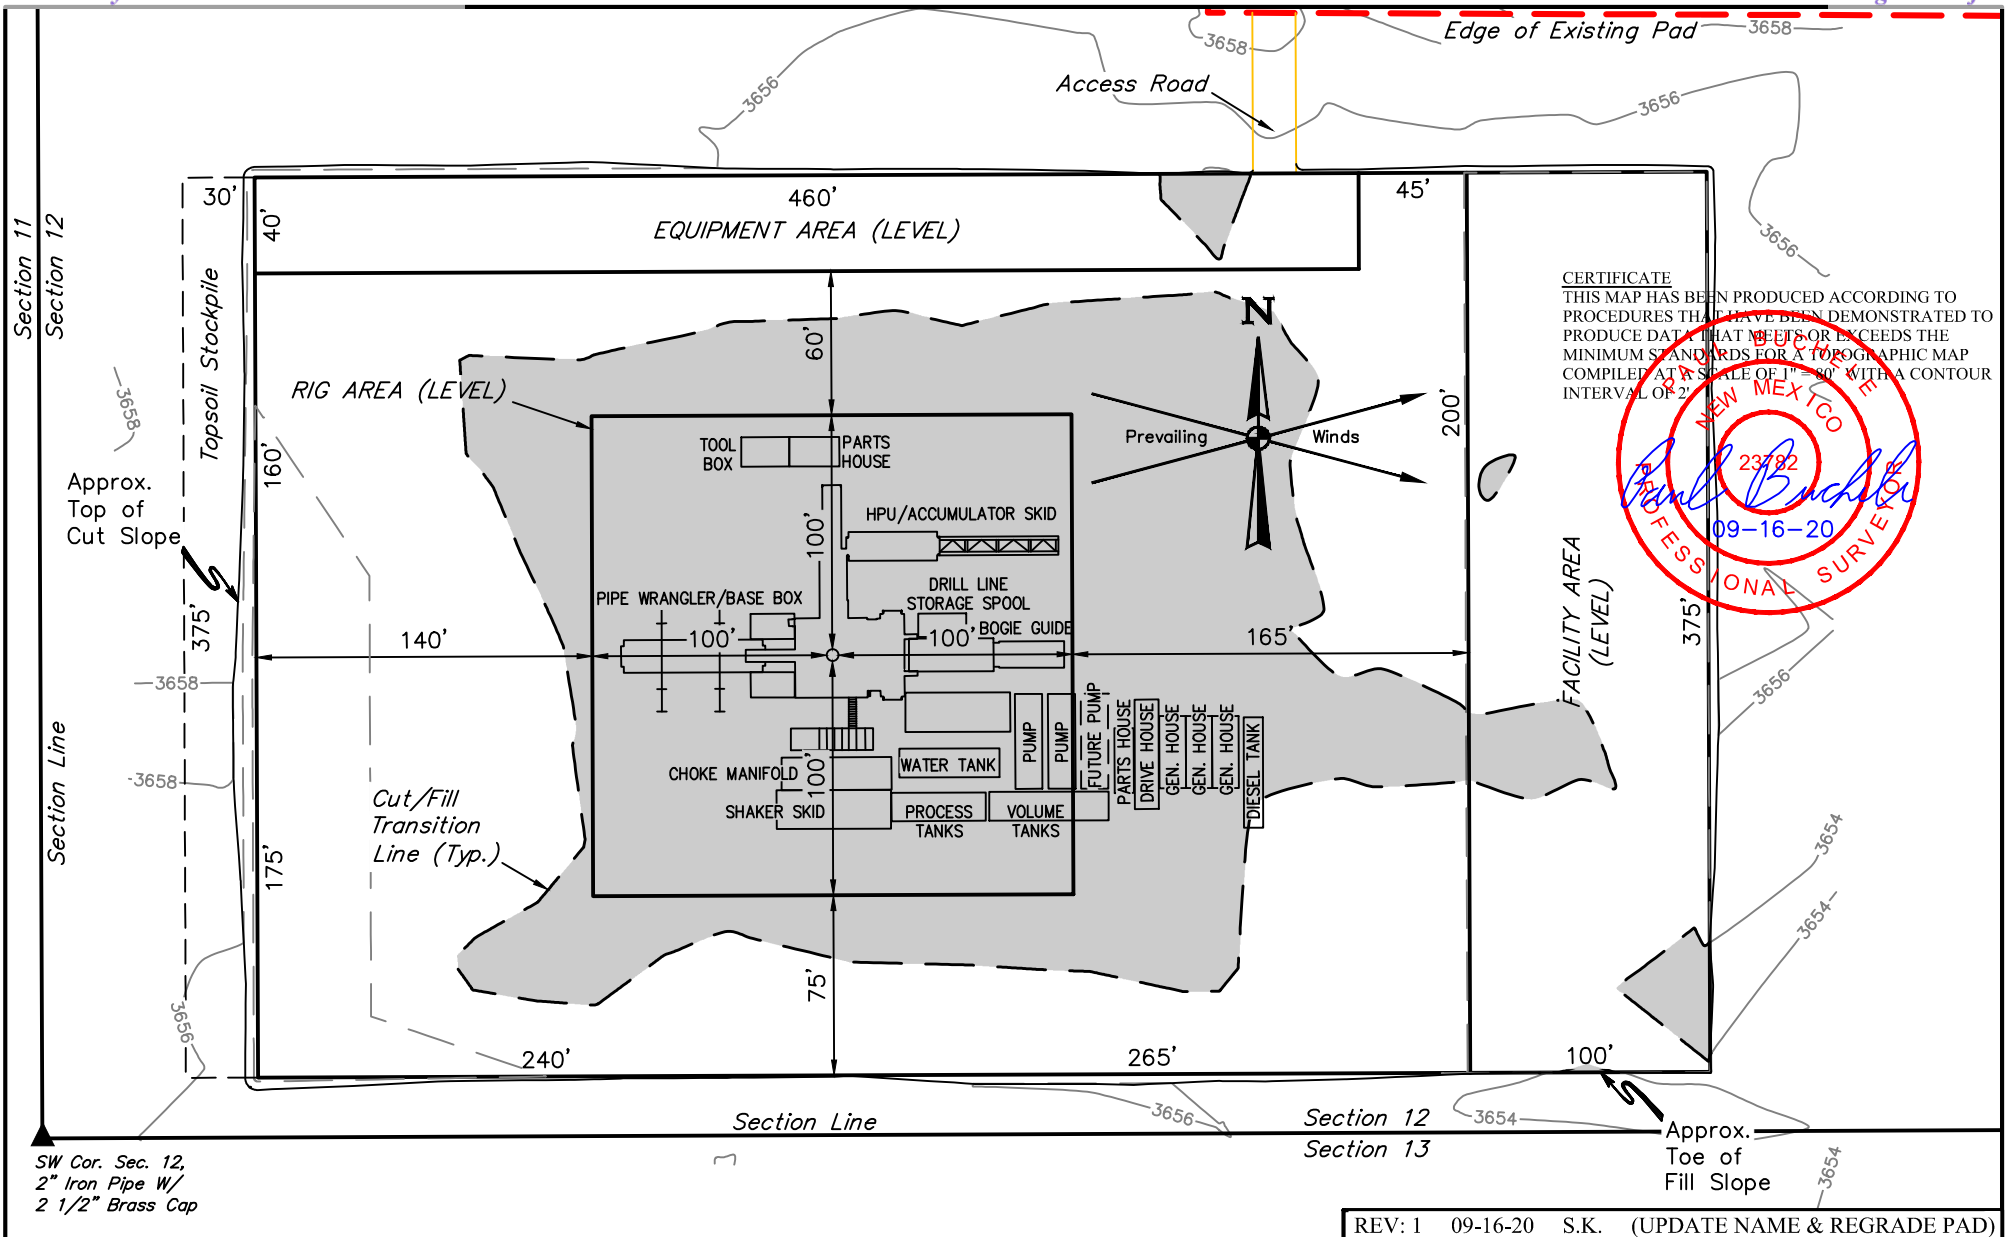 Edge of Existing Pad
3658
3658
Access Road
3656
3656
30'
40'
460'
45'
EQUIPMENT AREA (LEVEL)
Section 11
Section 12
Topsoil Stockpile
3656
CERTIFICATE
THIS MAP HAS BEEN PRODUCED ACCORDING TO
PROCEDURES THAT HAVE BEEN DEMONSTRATED TO
PRODUCE DATA THAT MEETS OR EXCEEDS THE
MINIMUM STANDARDS FOR A TOPOGRAPHIC MAP
COMPILED AT A SCALE OF 1" = 80' WITH A CONTOUR
INTERVAL OF 2'.
PAUL BUCHELE
NEW MEXICO
23782
PROFESSIONAL SURVEYOR
Paul Buchele
09-16-20
N
Prevailing
Winds
60'
RIG AREA (LEVEL)
3658
160'
200'
TOOL
BOX
PARTS
HOUSE
Approx.
Top of
Cut Slope
100'
HPU/ACCUMULATOR SKID
DRILL LINE
STORAGE SPOOL
PIPE WRANGLER/BASE BOX
BOGIE GUIDE
375'
140'
100'
100'
165'
FACILITY AREA
(LEVEL)
375'
3658
3656
Section Line
3658
PUMP
PUMP
FUTURE PUMP
PARTS HOUSE
DRIVE HOUSE
GEN. HOUSE
GEN. HOUSE
GEN. HOUSE
DIESEL TANK
CHOKE MANIFOLD
100'
WATER TANK
SHAKER SKID
PROCESS
TANKS
VOLUME
TANKS
Cut/Fill
Transition
Line (Typ.)
175'
3654
3654
75'
3656
240'
265'
100'
Section Line
3656
Section 12
Section 13
3654
Approx.
Toe of
Fill Slope
3654
SW Cor. Sec. 12,
2" Iron Pipe W/
2 1/2" Brass Cap
REV: 1 09-16-20 S.K. (UPDATE NAME & REGRADE PAD)